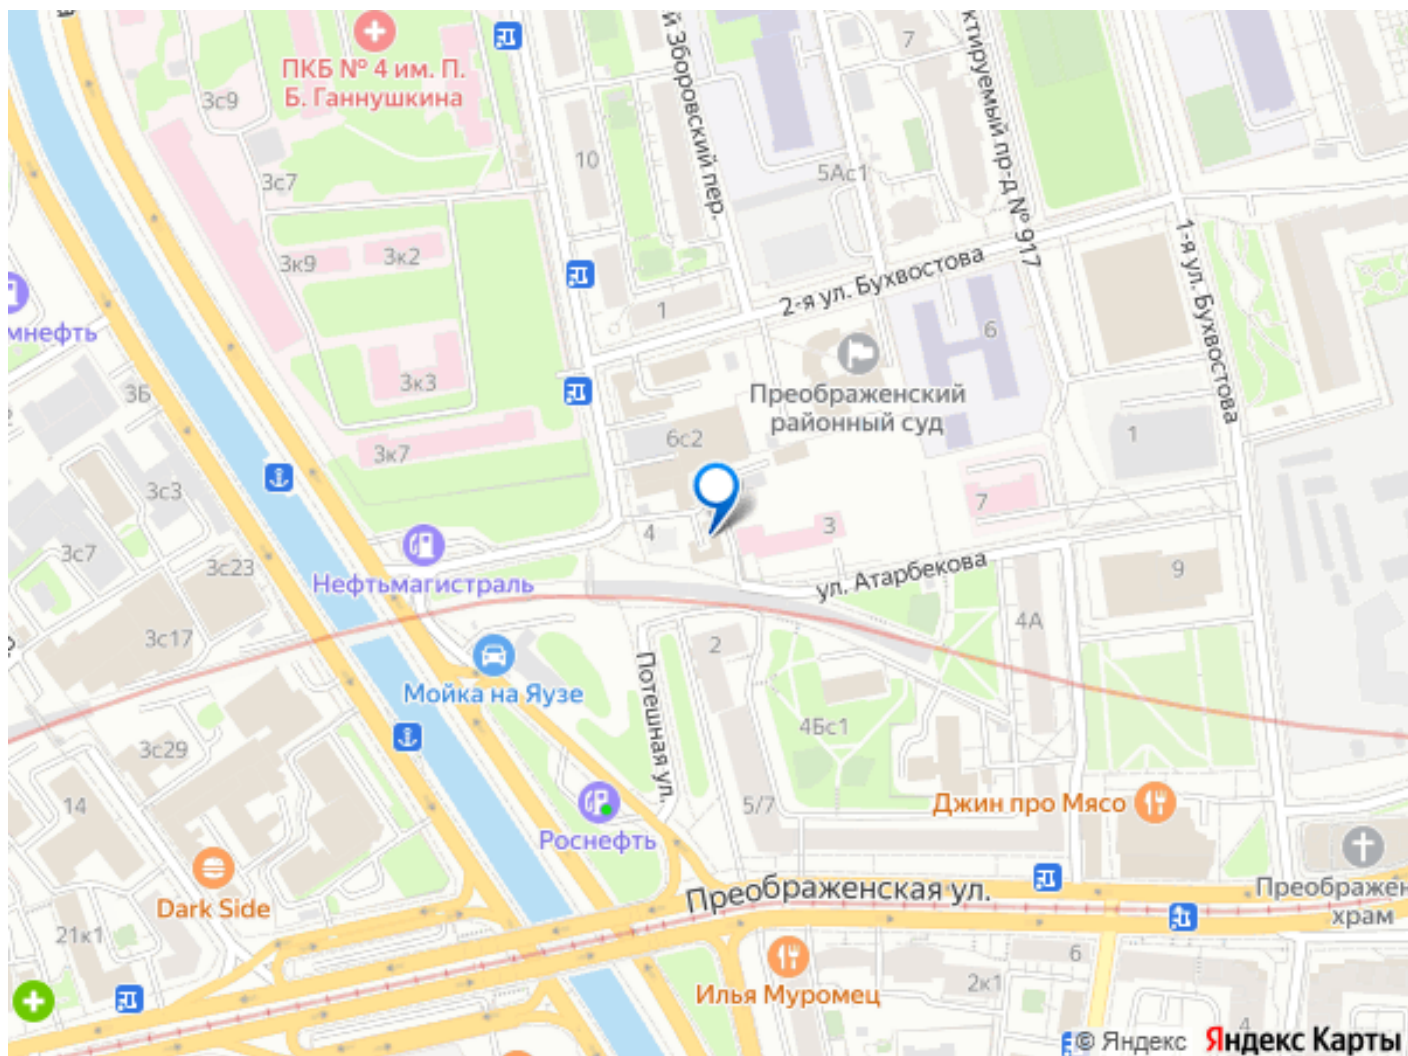 ПКБ № 4 им. П.
Б. Ганнушкина
3с9
3с7
3к9
3к2
3к3
3к7
10
й Зборовский пер.
7
ктируемый пр-д № 917
5Ас1
2-я ул. Бухвостова
1-я ул. Бухвостова
1
6
Преображенский
районный суд
мнефть
3Б
3с3
3с7
3с23
3с17
3с29
14
21к1
6с2
4
3
7
1
9
Нефтьмагистраль
ул. Атарбекова
4А
2
Потешная ул.
Мойка на Яузе
4Бс1
5/7
Роснефть
Джин про Мясо
Dark Side
Преображенская ул.
Преображен
храм
Илья Муромец
6
2к1
4
© Яндекс Яндекс Карты